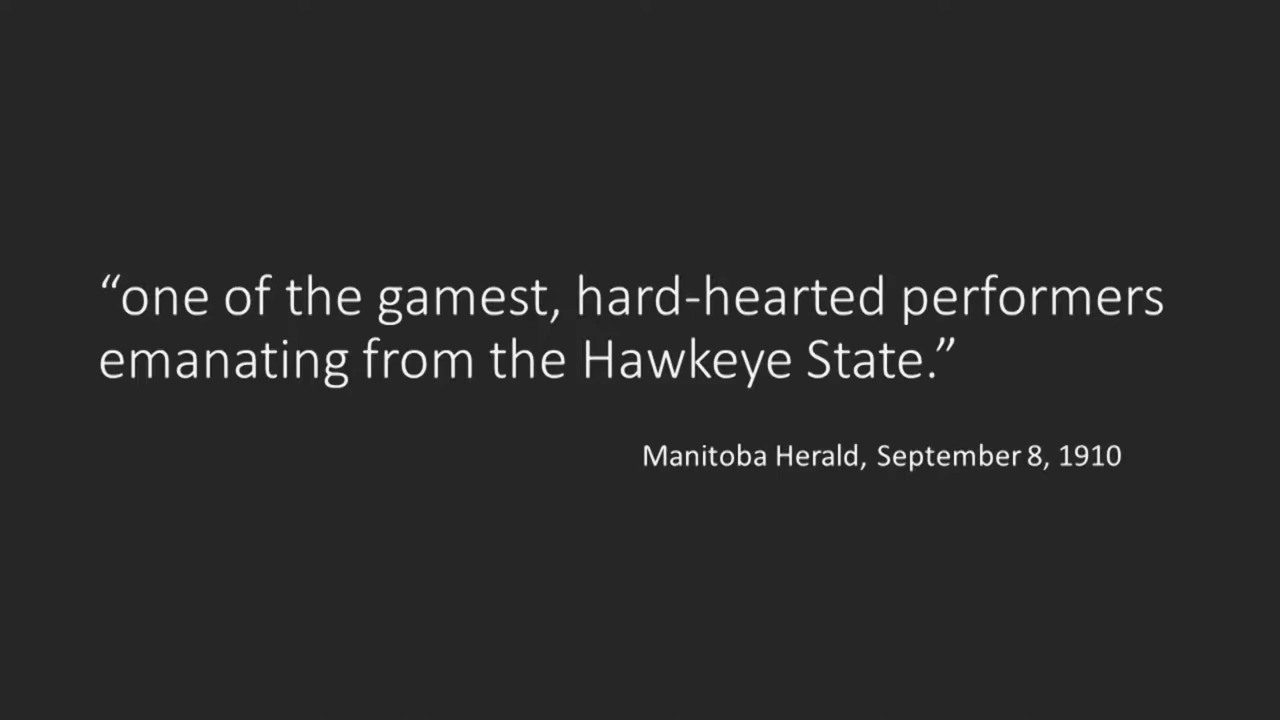 “one of the gamest, hard-hearted performers
emanating from the Hawkeye State.”
Manitoba Herald, September 8, 1910